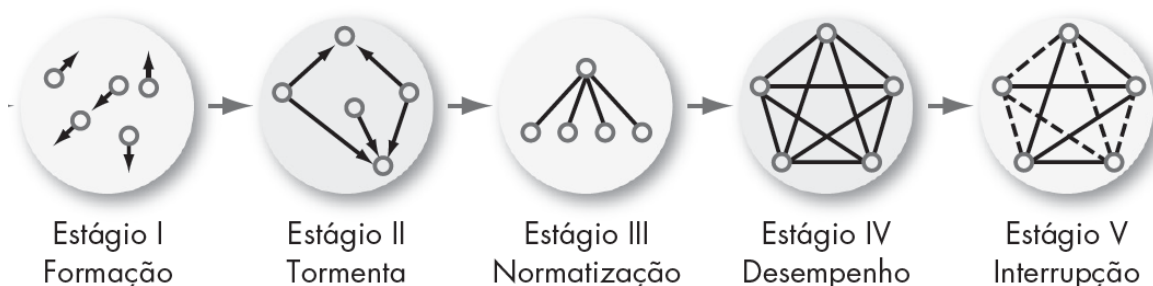 Estágio I
Formação
Estágio II
Tormenta
Estágio III
Normatização
Estágio IV
Desempenho
Estágio V
Interrupção